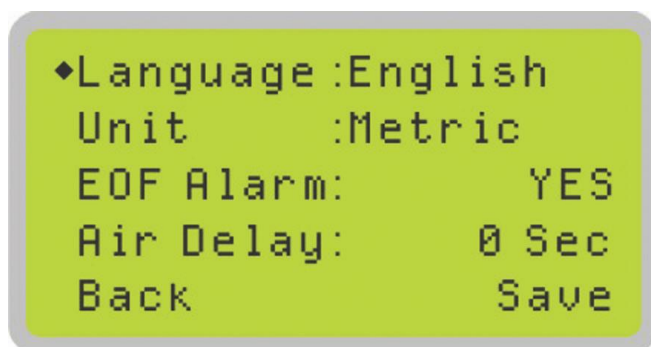 ◆Language:English
Unit :Metric
EOF Alarm: YES
Air Delay: 0 Sec
Back Save